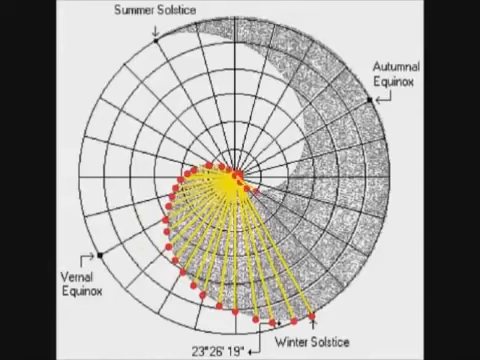 Summer Solstice
Autumnal
Equinox
Vernal
Equinox
Winter Solstice
23° 26' 19"